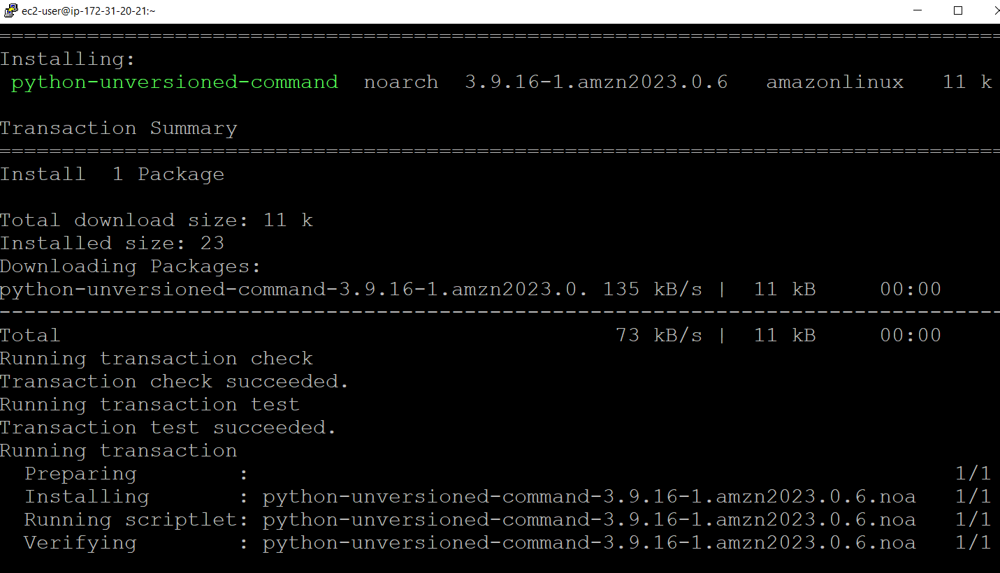 ec2-user@ip-172-31-20-21:~
================================================================================
Installing:
 python-unversioned-command  noarch  3.9.16-1.amzn2023.0.6   amazonlinux   11 k

Transaction Summary
================================================================================
Install  1 Package

Total download size: 11 k
Installed size: 23
Downloading Packages:
python-unversioned-command-3.9.16-1.amzn2023.0. 135 kB/s |  11 kB     00:00
--------------------------------------------------------------------------------
Total                                            73 kB/s |  11 kB     00:00
Running transaction check
Transaction check succeeded.
Running transaction test
Transaction test succeeded.
Running transaction
  Preparing        :                                                        1/1
  Installing       : python-unversioned-command-3.9.16-1.amzn2023.0.6.noa   1/1
  Running scriptlet: python-unversioned-command-3.9.16-1.amzn2023.0.6.noa   1/1
  Verifying        : python-unversioned-command-3.9.16-1.amzn2023.0.6.noa   1/1